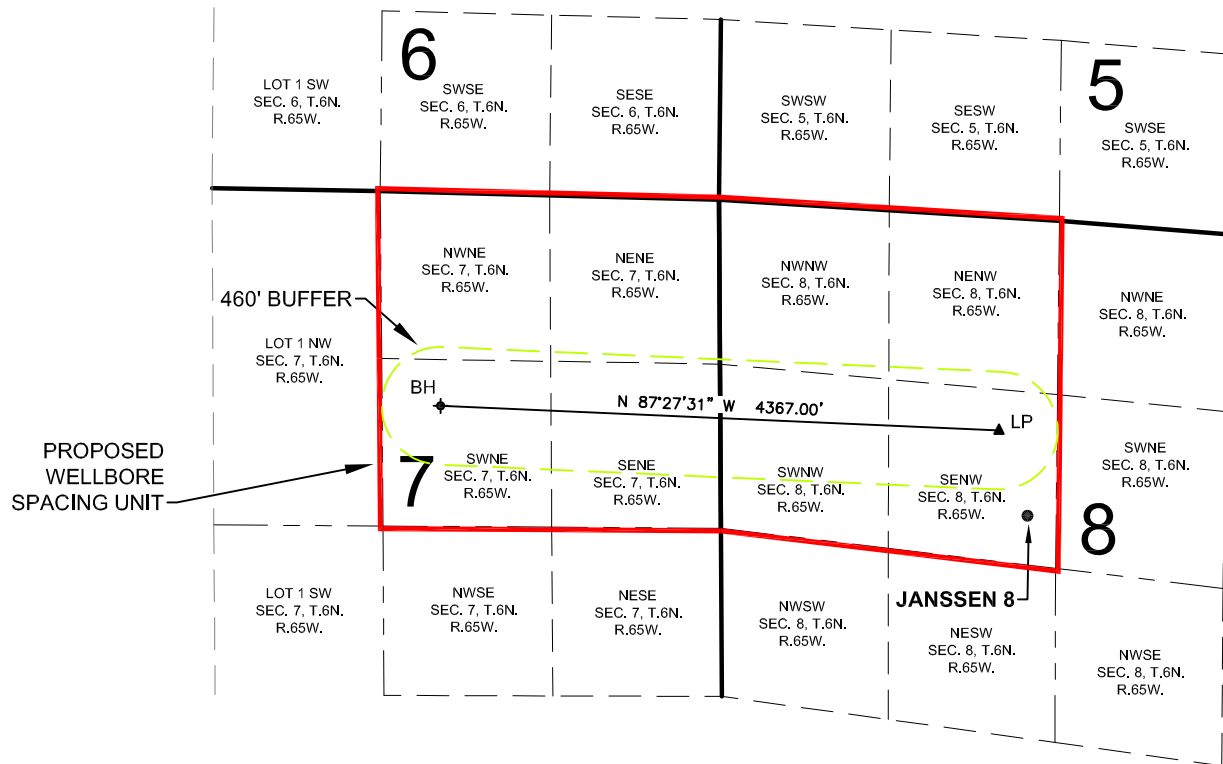 6
5
LOT 1 SW
SEC. 6, T.6N.
R.65W.
SWSE
SEC. 6, T.6N.
R.65W.
SESE
SEC. 6, T.6N.
R.65W.
SWSW
SEC. 5, T.6N.
R.65W.
SESW
SEC. 5, T.6N.
R.65W.
SWSE
SEC. 5, T.6N.
R.65W.
NWNE
SEC. 7, T.6N.
R.65W.
NENE
SEC. 7, T.6N.
R.65W.
NWNW
SEC. 8, T.6N.
R.65W.
NENW
SEC. 8, T.6N.
R.65W.
NWNE
SEC. 8, T.6N.
R.65W.
460' BUFFER
LOT 1 NW
SEC. 7, T.6N.
R.65W.
BH
N 87°27'31" W 4367.00'
LP
PROPOSED
WELLBORE
SPACING UNIT
7
SWNE
SEC. 7, T.6N.
R.65W.
SENE
SEC. 7, T.6N.
R.65W.
SWNW
SEC. 8, T.6N.
R.65W.
SENW
SEC. 8, T.6N.
R.65W.
SWNE
SEC. 8, T.6N.
R.65W.
8
JANSSEN 8
LOT 1 SW
SEC. 7, T.6N.
R.65W.
NWSE
SEC. 7, T.6N.
R.65W.
NESE
SEC. 7, T.6N.
R.65W.
NWSW
SEC. 8, T.6N.
R.65W.
NESW
SEC. 8, T.6N.
R.65W.
NWSE
SEC. 8, T.6N.
R.65W.